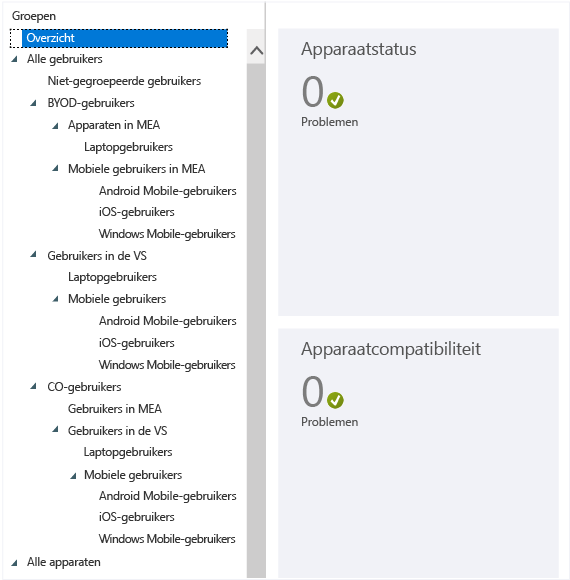 Groepen
Overzicht
Alle gebruikers
Niet-gegroepeerde gebruikers
BYOD-gebruikers
Apparaten in MEA
Laptopgebruikers
Mobiele gebruikers in MEA
Android Mobile-gebruikers
iOS-gebruikers
Windows Mobile-gebruikers
Gebruikers in de VS
Laptopgebruikers
Mobiele gebruikers
Android Mobile-gebruikers
iOS-gebruikers
Windows Mobile-gebruikers
CO-gebruikers
Gebruikers in MEA
Gebruikers in de VS
Laptopgebruikers
Mobiele gebruikers
Android Mobile-gebruikers
iOS-gebruikers
Windows Mobile-gebruikers
Alle apparaten
Apparaatstatus
0
Problemen
Apparaatcompatibiliteit
0
Problemen